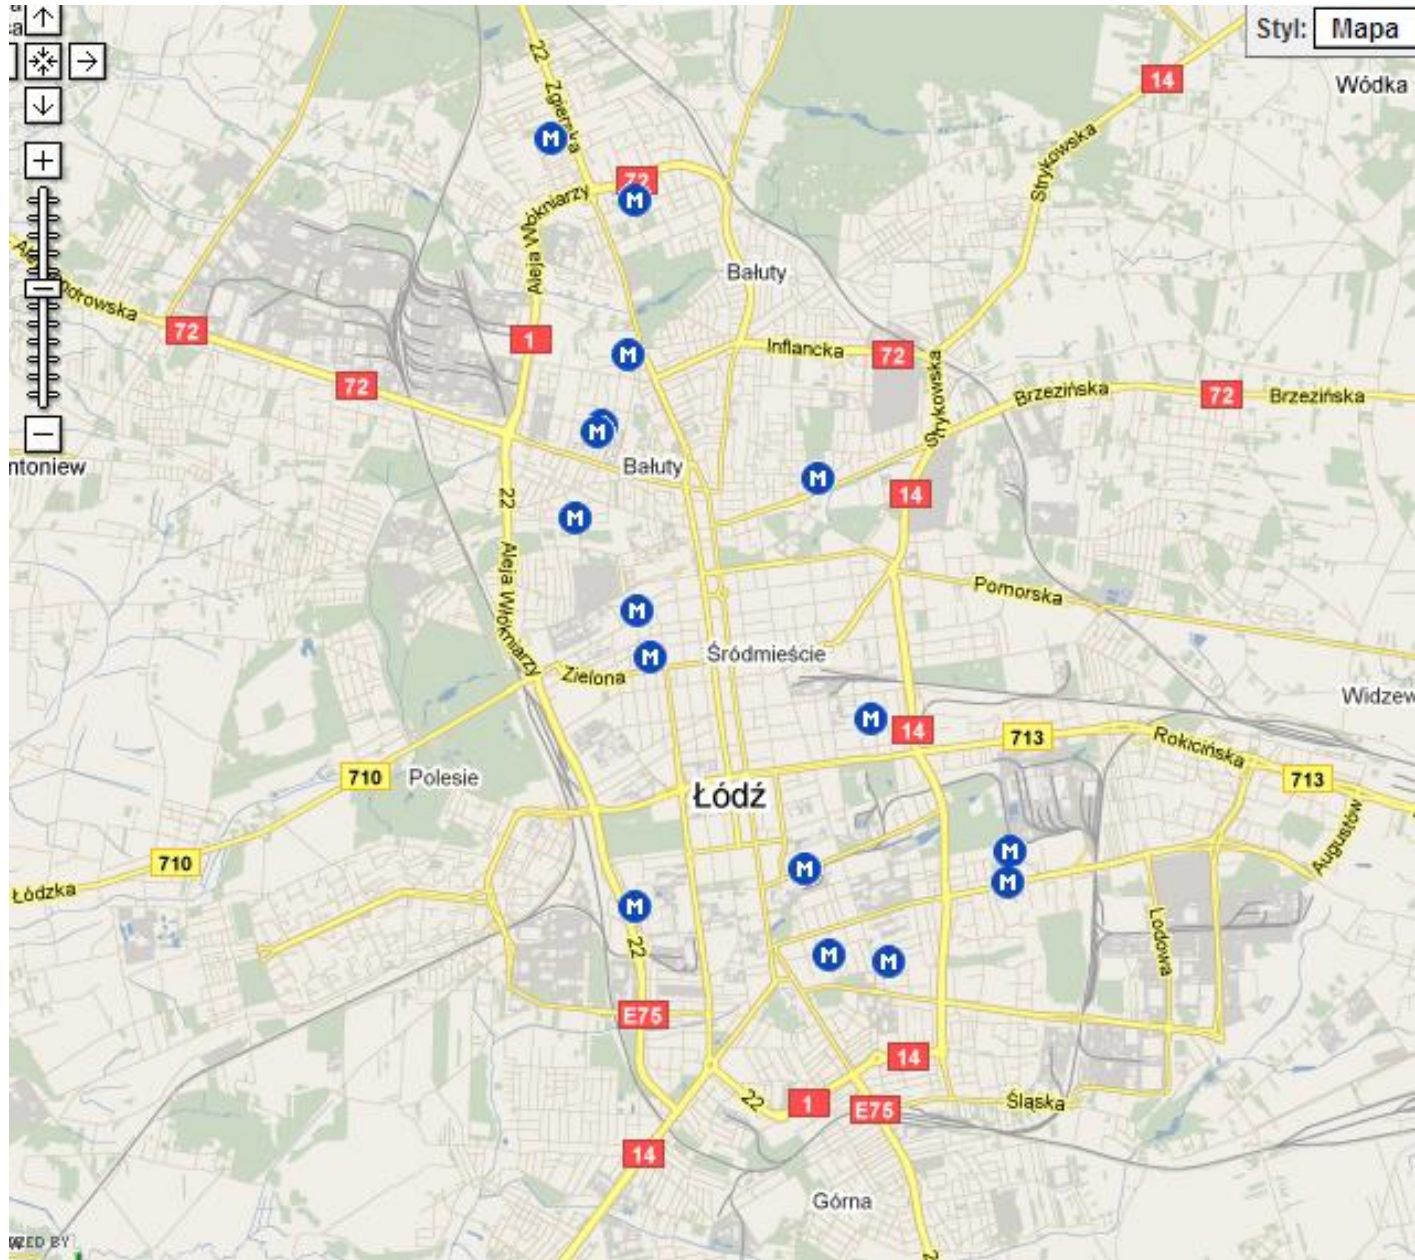 Styl: Mapa
14
Wódka
22
Zgierska
M
Strykowska
72
M
Aleja Włókniarzy
Bałuty
72
1
M
Inflancka
72
72
Strykowska
Brzezińska
72
Brzezińska
M
Bałuty
M
14
22
M
Aleja Włókniarzy
Pomorska
M
M
Śródmieście
Zielona
Widzew
M
14
713
Rokicińska
713
710
Polesie
Łódź
Augustów
710
Łódzka
M
M
M
M
Lodowa
22
M
M
E75
14
22
1
E75
Śląska
14
Górna